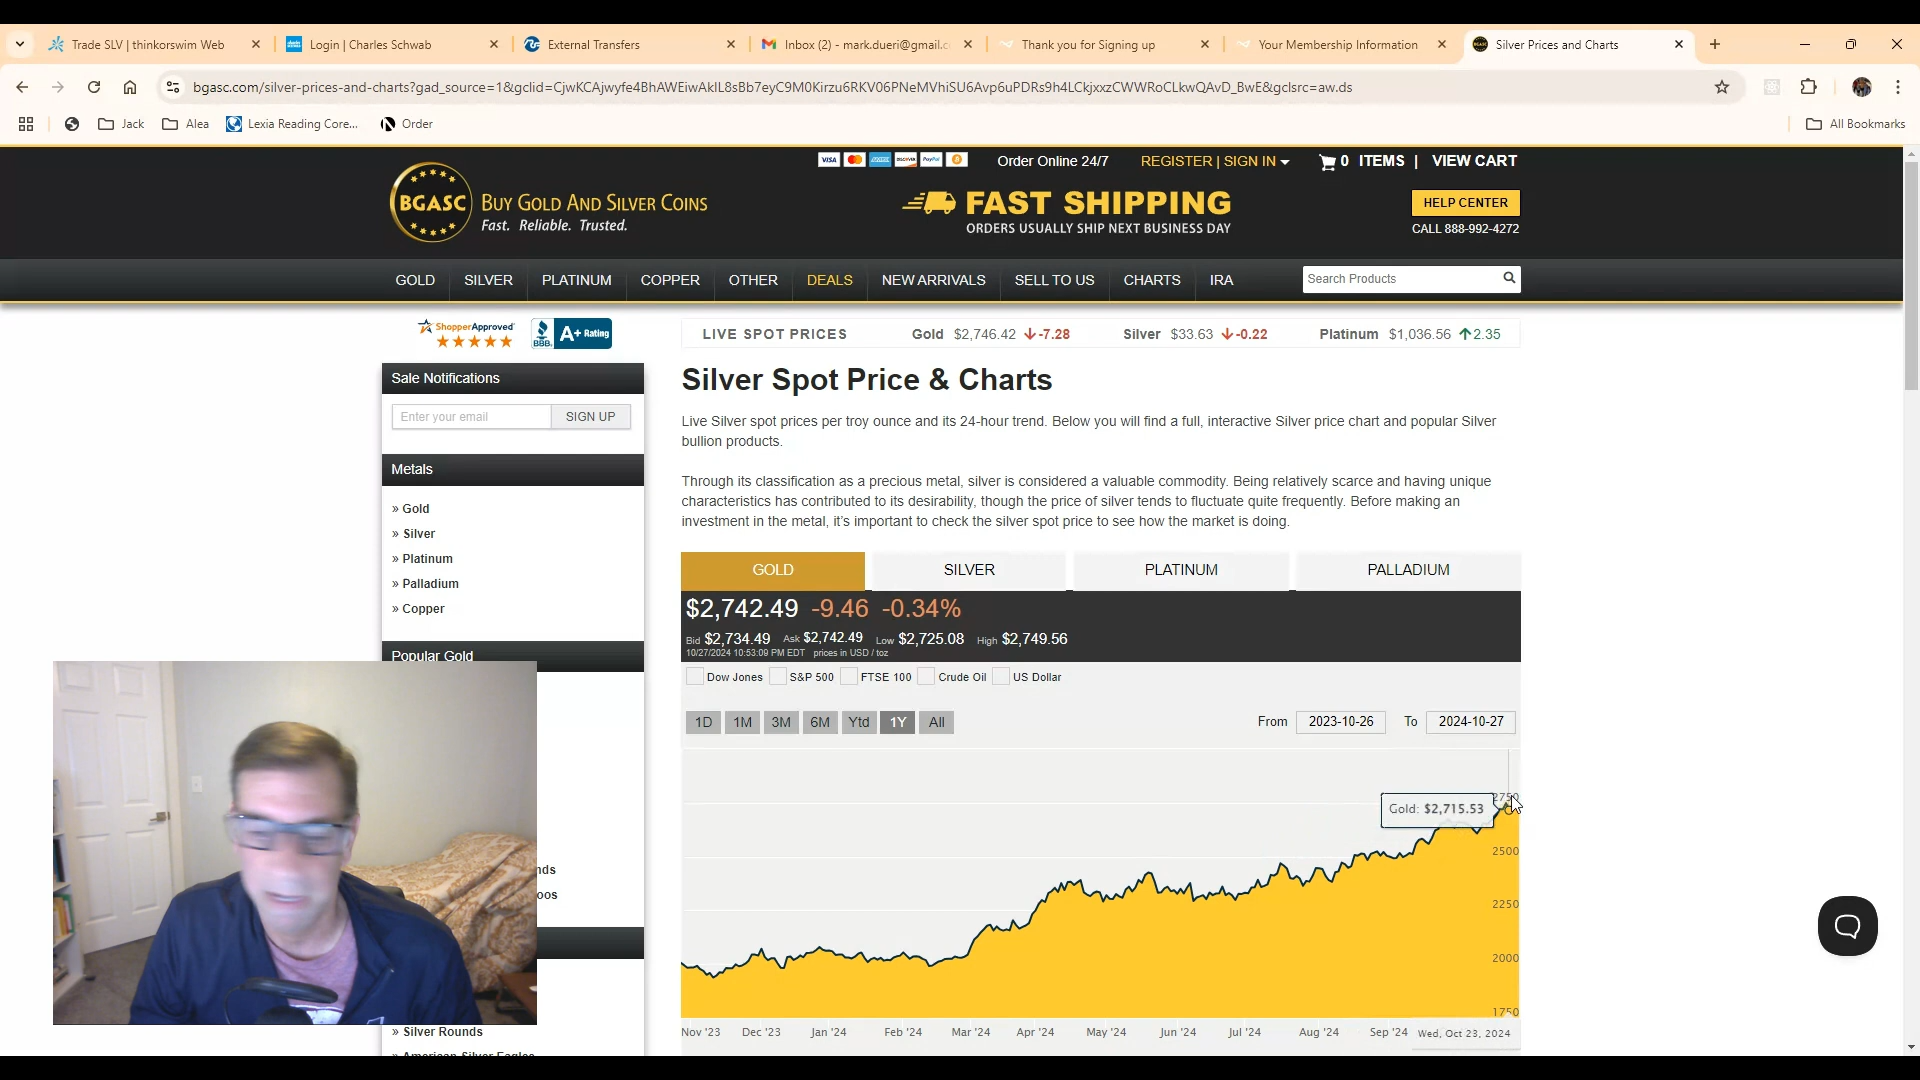 Trade SLV | thinkorswim Web
Login | Charles Schwab
External Transfers
Inbox (2) - mark.dueri@gmail.c
Thank you for Signing up
Your Membership Information
Silver Prices and Charts
bgasc.com/silver-prices-and-charts?gad_source=1&gclid=CjwKCAjwyfe4BhAWEiwAkIL8sBb7eyC9M0Kirzu6RKV06PNeMVhiSU6Avp6uPDRs9h4LCkjxxzCWWRoCLkwQAvD_BwE&gclsrc=aw.ds
Jack
Alea
Lexia Reading Core...
Order
All Bookmarks
VISA
DISCOVER
PayPal
Order Online 24/7
REGISTER | SIGN IN
0 ITEMS | VIEW CART
BGASC
BUY GOLD AND SILVER COINS
Fast. Reliable. Trusted.
FAST SHIPPING
ORDERS USUALLY SHIP NEXT BUSINESS DAY
HELP CENTER
CALL 888-992-4272
GOLD
SILVER
PLATINUM
COPPER
OTHER
DEALS
NEW ARRIVALS
SELL TO US
CHARTS
IRA
Search Products
ShopperApproved
BBB
A+ Rating
LIVE SPOT PRICES
Gold $2,746.42 -7.28
Silver $33.63 -0.22
Platinum $1,036.56 2.35
Sale Notifications
Enter your email
SIGN UP
Metals
» Gold
» Silver
» Platinum
» Palladium
» Copper
Popular Gold
nds
oos
» Silver Rounds
» American Silver Eagles
Silver Spot Price & Charts
Live Silver spot prices per troy ounce and its 24-hour trend. Below you will find a full, interactive Silver price chart and popular Silver
bullion products.
Through its classification as a precious metal, silver is considered a valuable commodity. Being relatively scarce and having unique
characteristics has contributed to its desirability, though the price of silver tends to fluctuate quite frequently. Before making an
investment in the metal, it's important to check the silver spot price to see how the market is doing.
GOLD
SILVER
PLATINUM
PALLADIUM
$2,742.49 -9.46 -0.34%
Bid $2,734.49 Ask $2,742.49 Low $2,725.08 High $2,749.56
10/27/2024 10:53:09 PM EDT prices in USD / toz
Dow Jones
S&P 500
FTSE 100
Crude Oil
US Dollar
1D
1M
3M
6M
Ytd
1Y
All
From 2023-10-26 To 2024-10-27
Gold: $2,715.53
2750
2500
2250
2000
1750
Nov '23
Dec '23
Jan '24
Feb '24
Mar '24
Apr '24
May '24
Jun '24
Jul '24
Aug '24
Sep '24
Wed, Oct 23, 2024